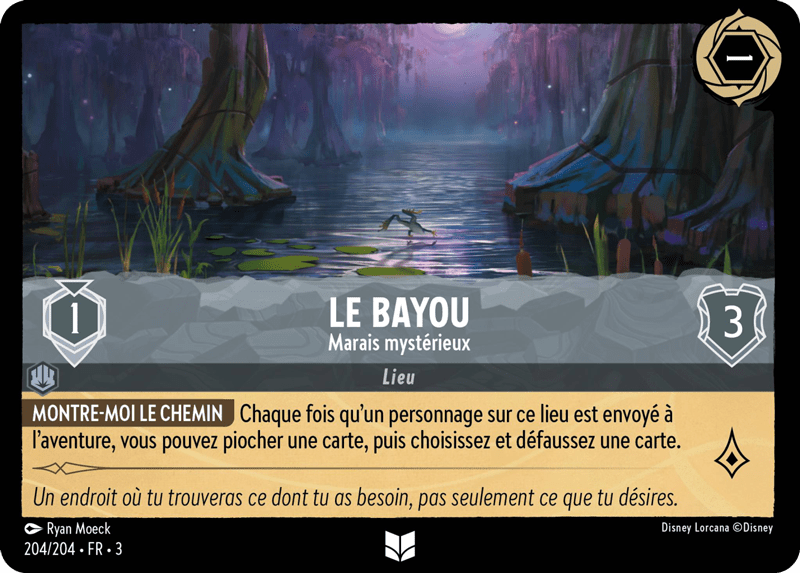 1
LE BAYOU
Marais mystérieux
1
3
Lieu
MONTRE-MOI LE CHEMIN Chaque fois qu'un personnage sur ce lieu est envoyé à
l'aventure, vous pouvez piocher une carte, puis choisissez et défaussez une carte.
Un endroit où tu trouveras ce dont tu as besoin, pas seulement ce que tu désires.
Ryan Moeck
Disney Lorcana ©Disney
204/204 • FR • 3